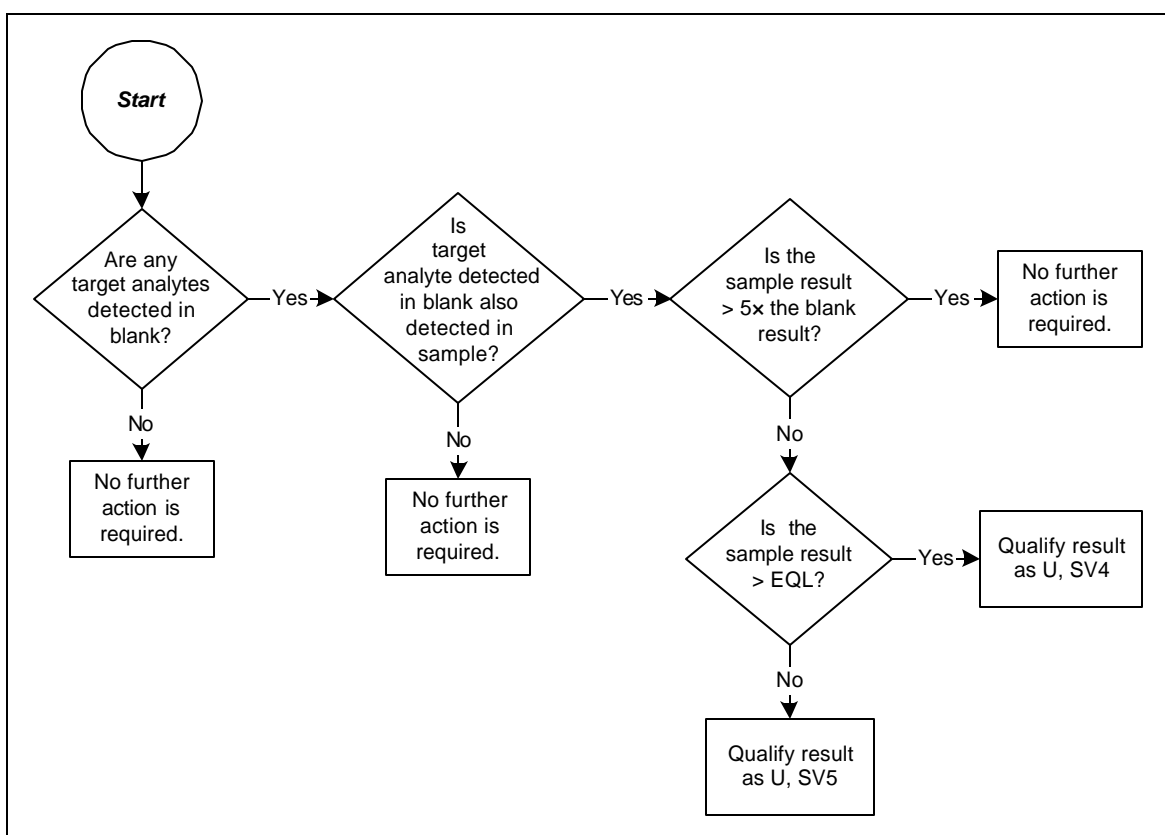 Start
Are any
target analytes
detected in
blank?
Yes
Is
target
analyte detected
in blank also
detected in
sample?
Yes
Is the
sample result
> 5x the blank
result?
Yes
No further
action is
required.
No
No further
action is
required.
No
No further
action is
required.
No
Is the
sample result
> EQL?
Yes
Qualify result
as U, SV4
No
Qualify result
as U, SV5